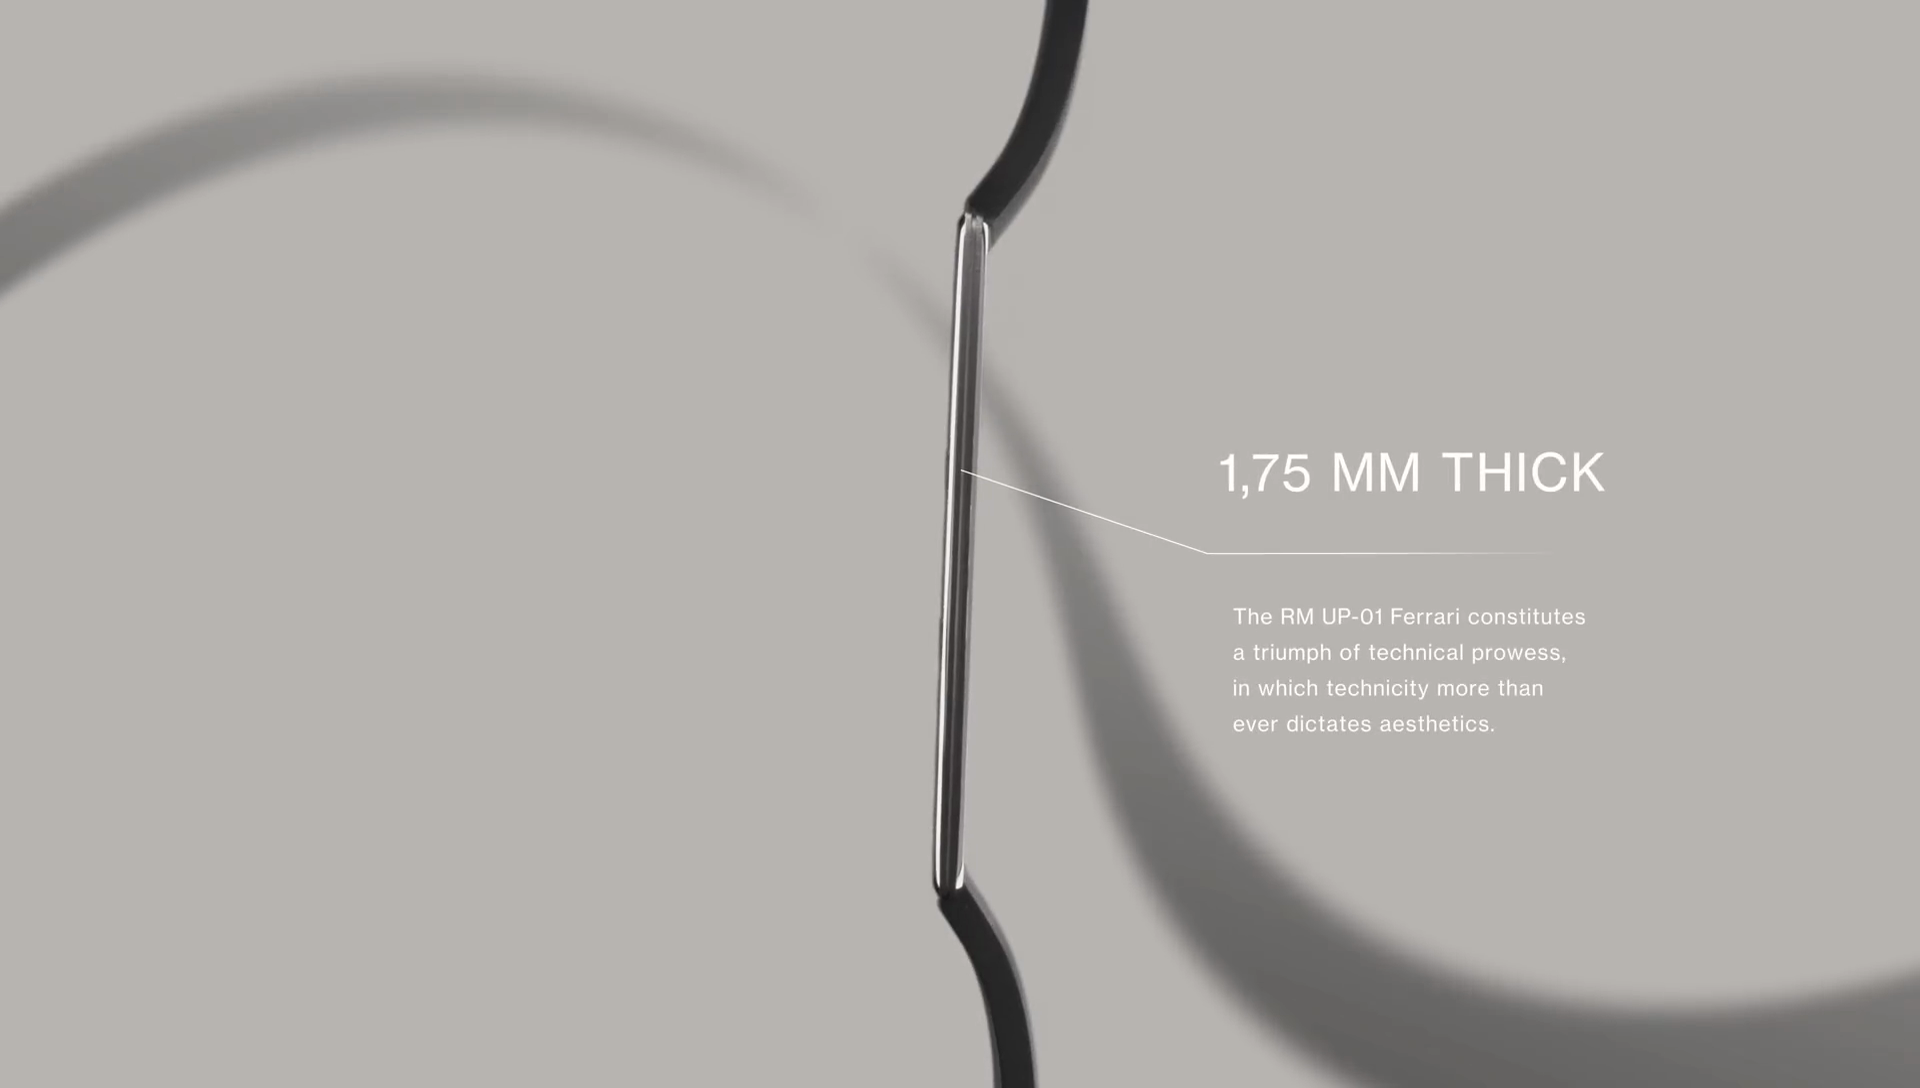 1,75 MM THICK
The RM UP-01 Ferrari constitutes
a triumph of technical prowess,
in which technicity more than
ever dictates aesthetics.